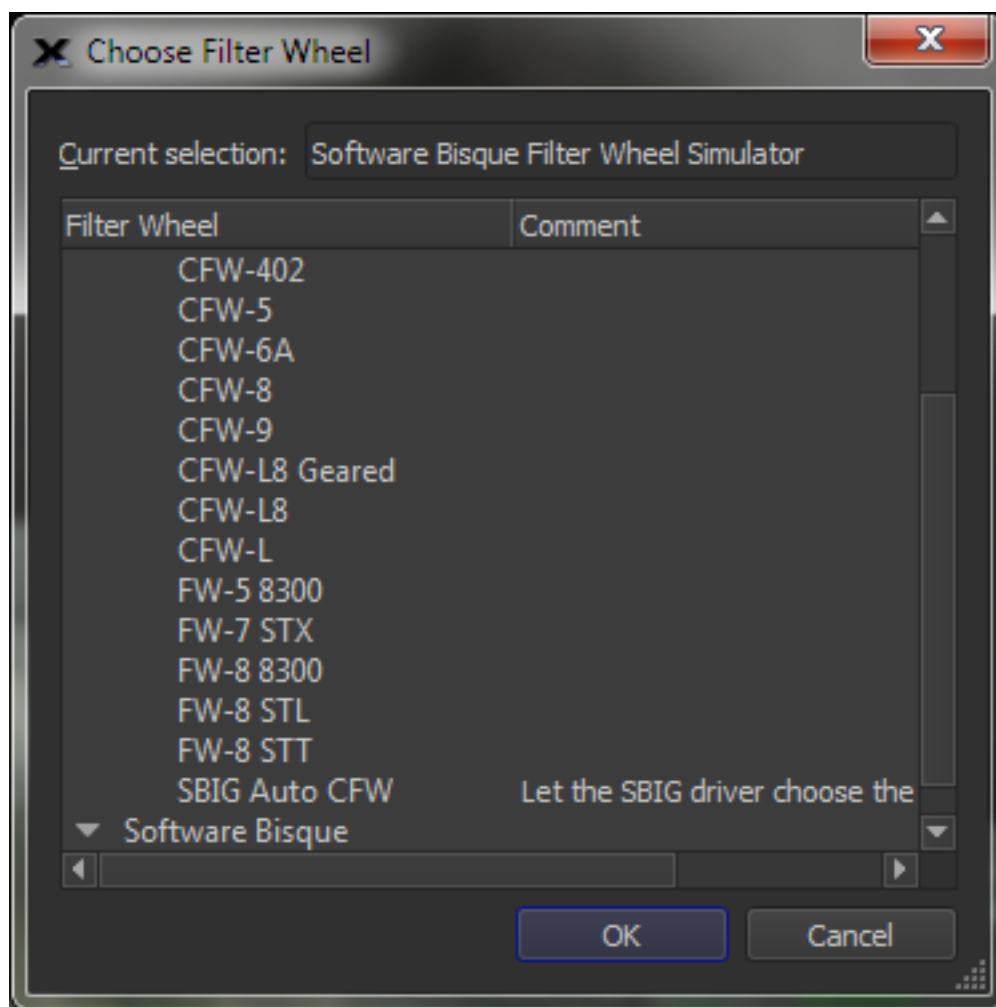 Choose Filter Wheel
Current selection: Software Bisque Filter Wheel Simulator
Filter Wheel Comment
CFW-402
CFW-5
CFW-6A
CFW-8
CFW-9
CFW-L8 Geared
CFW-L8
CFW-L
FW-5 8300
FW-7 STX
FW-8 8300
FW-8 STL
FW-8 STT
SBIG Auto CFW Let the SBIG driver choose the
Software Bisque
OK Cancel